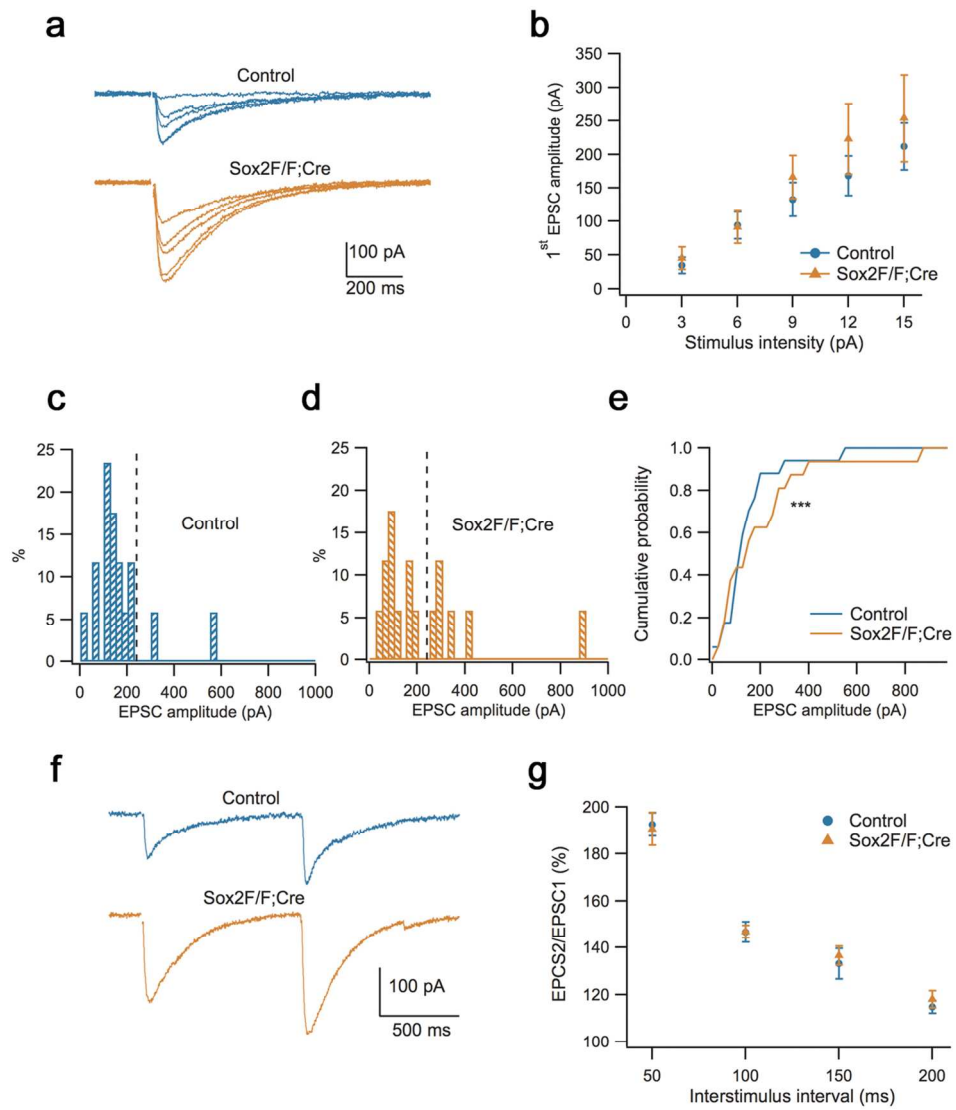 a
Control
Sox2F/F;Cre
100 pA
200 ms
b
350
300
250
200
150
100
50
0
1st EPSC amplitude (pA)
Control
Sox2F/F;Cre
0 3 6 9 12 15
Stimulus intensity (pA)
c
25
20
15
10
5
0
%
Control
0 200 400 600 800 1000
EPSC amplitude (pA)
d
25
20
15
10
5
0
%
Sox2F/F;Cre
0 200 400 600 800 1000
EPSC amplitude (pA)
e
1.0
0.8
0.6
0.4
0.2
0.0
Cumulative probability
***
Control
Sox2F/F;Cre
0 200 400 600 800
EPSC amplitude (pA)
f
Control
Sox2F/F;Cre
100 pA
500 ms
g
200
180
160
140
120
100
EPCS2/EPSC1 (%)
Control
Sox2F/F;Cre
50 100 150 200
Interstimulus interval (ms)